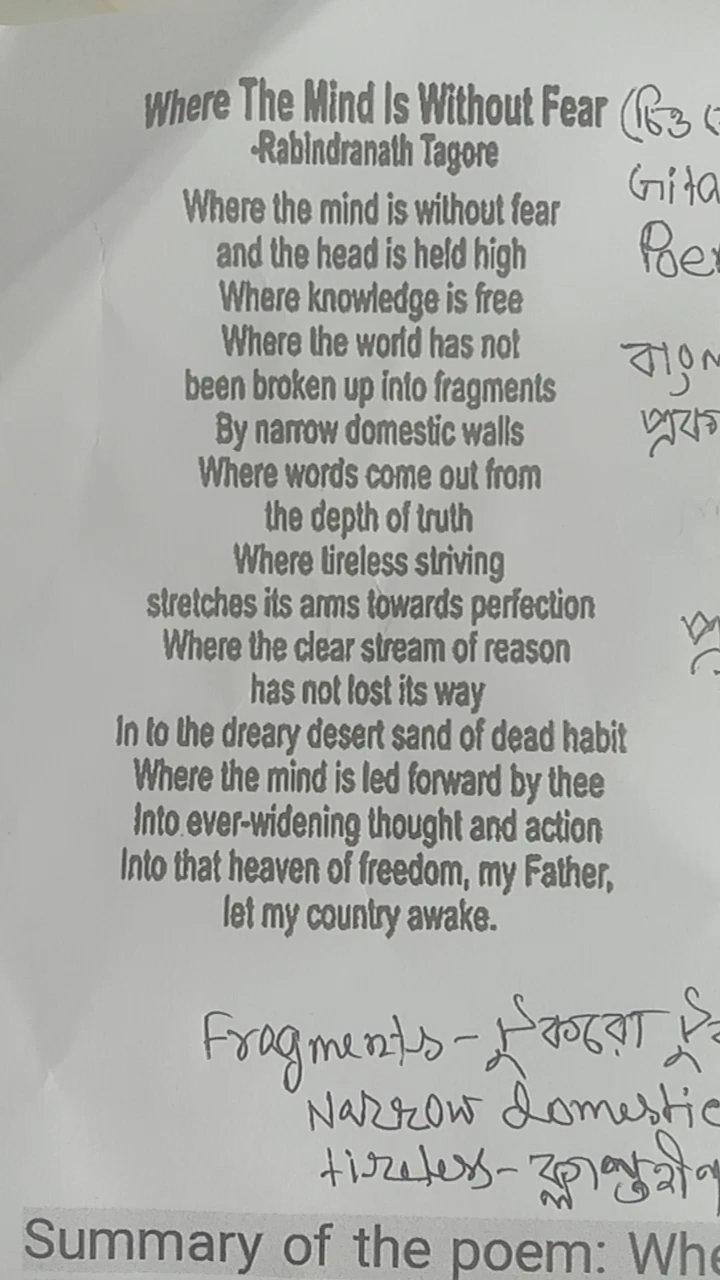 Where The Mind Is Without Fear (চিত্ত
-Rabindranath Tagore
Where the mind is without fear
and the head is held high
Where knowledge is free
Where the world has not
been broken up into fragments
By narrow domestic walls
Where words come out from
the depth of truth
Where tireless striving
stretches its arms towards perfection
Where the clear stream of reason
has not lost its way
In to the dreary desert sand of dead habit
Where the mind is led forward by thee
Into ever-widening thought and action
Into that heaven of freedom, my Father,
let my country awake.
Gita
Poe
Fragments - টুকরো
Narrow domestic
tireless - ক্লান্তহীন
Summary of the poem: Whe